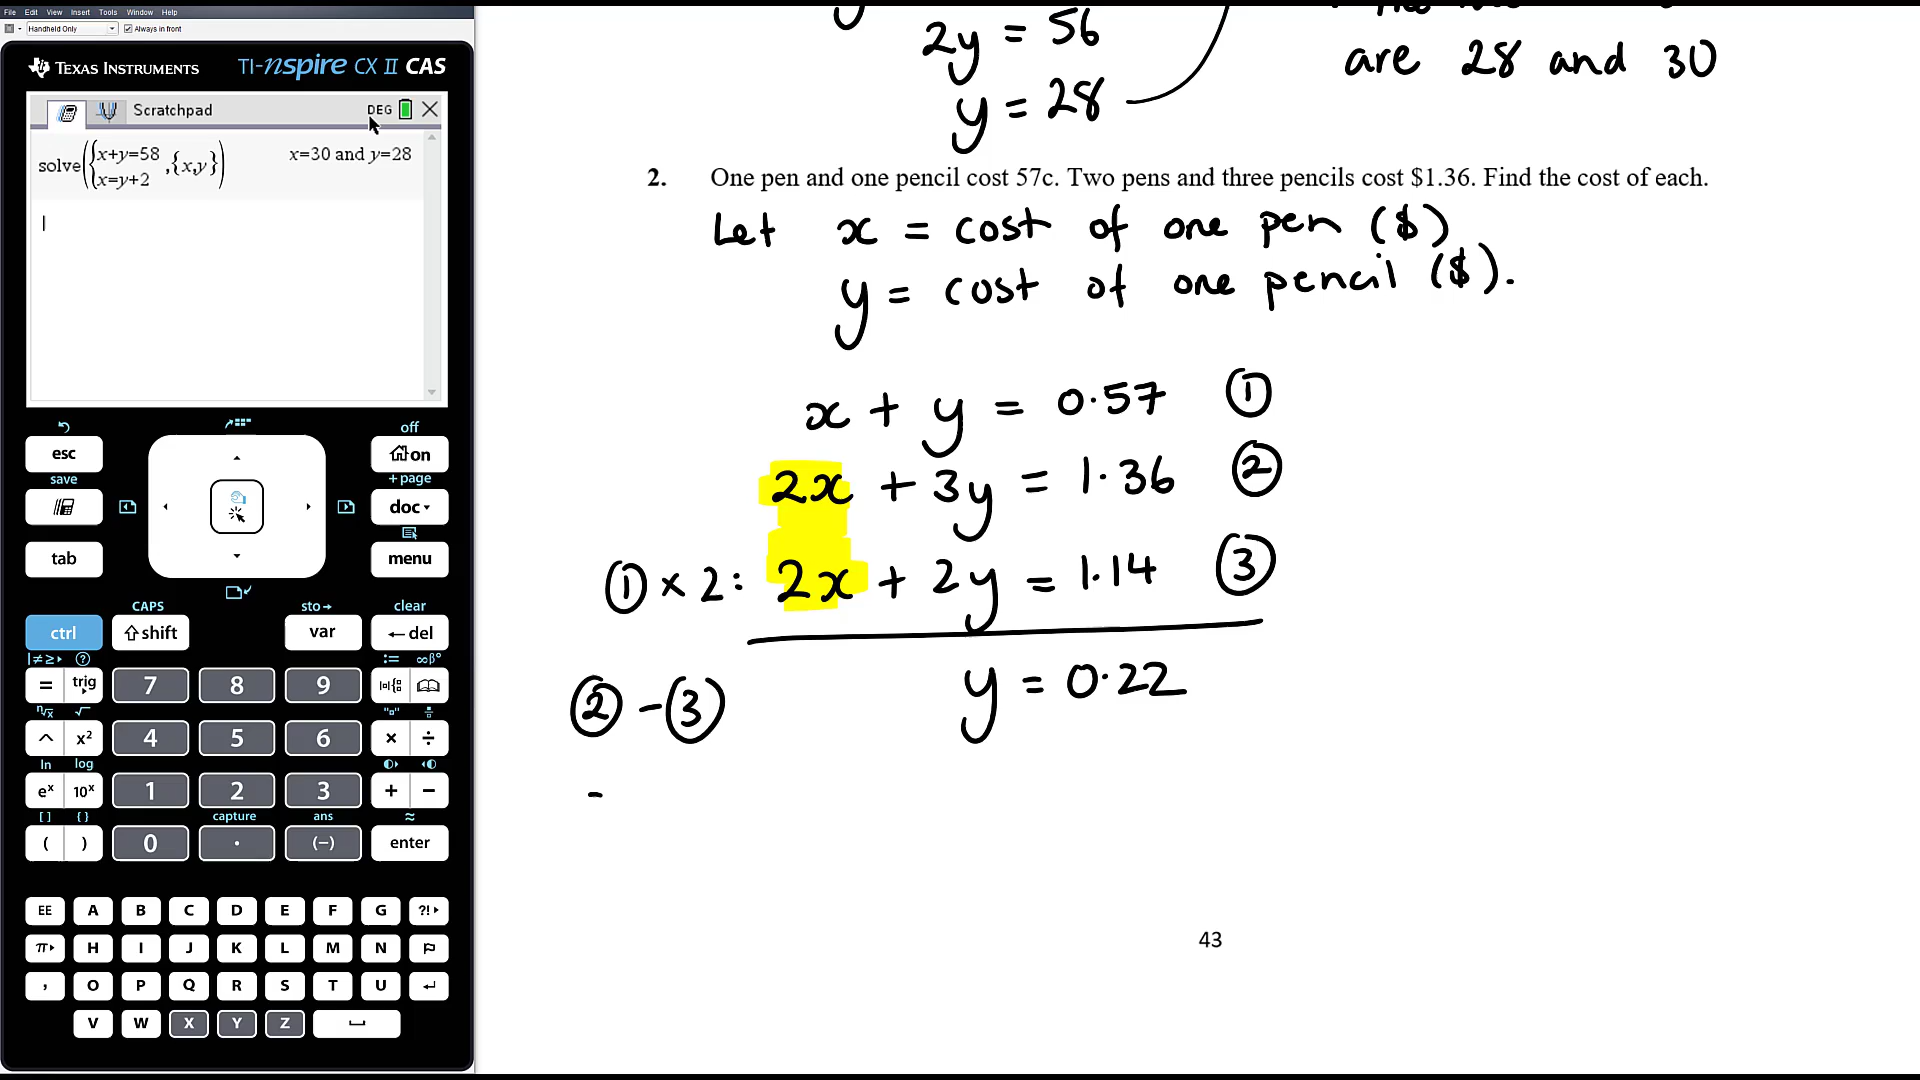 File Edit View Insert Tools Window Help
Handheld Only Always in front
TEXAS INSTRUMENTS TI-nspire CX II CAS
Scratchpad DEG
solve({x+y=58 x=y+2 ,{x,y}) x=30 and y=28
off
esc on
save + page
doc
tab menu
CAPS sto→ clear
ctrl shift var ← del
|≠≥▸ ? := ∞β°
= trig 7 8 9 |□|{□
ⁿ√x √ "□"
^ x² 4 5 6 × ÷
ln log
eˣ 10ˣ 1 2 3 + −
[ ] { } capture ans ≈
( ) 0 . (−) enter
EE A B C D E F G ?!▸
π▸ H I J K L M N
, O P Q R S T U ↵
V W X Y Z
2y = 56
are 28 and 30
y = 28
2. One pen and one pencil cost 57c. Two pens and three pencils cost $1.36. Find the cost of each.
Let x = cost of one pen ($)
y = cost of one pencil ($).
x + y = 0.57 ①
2x + 3y = 1.36 ②
① × 2: 2x + 2y = 1.14 ③
② - ③ y = 0.22
43